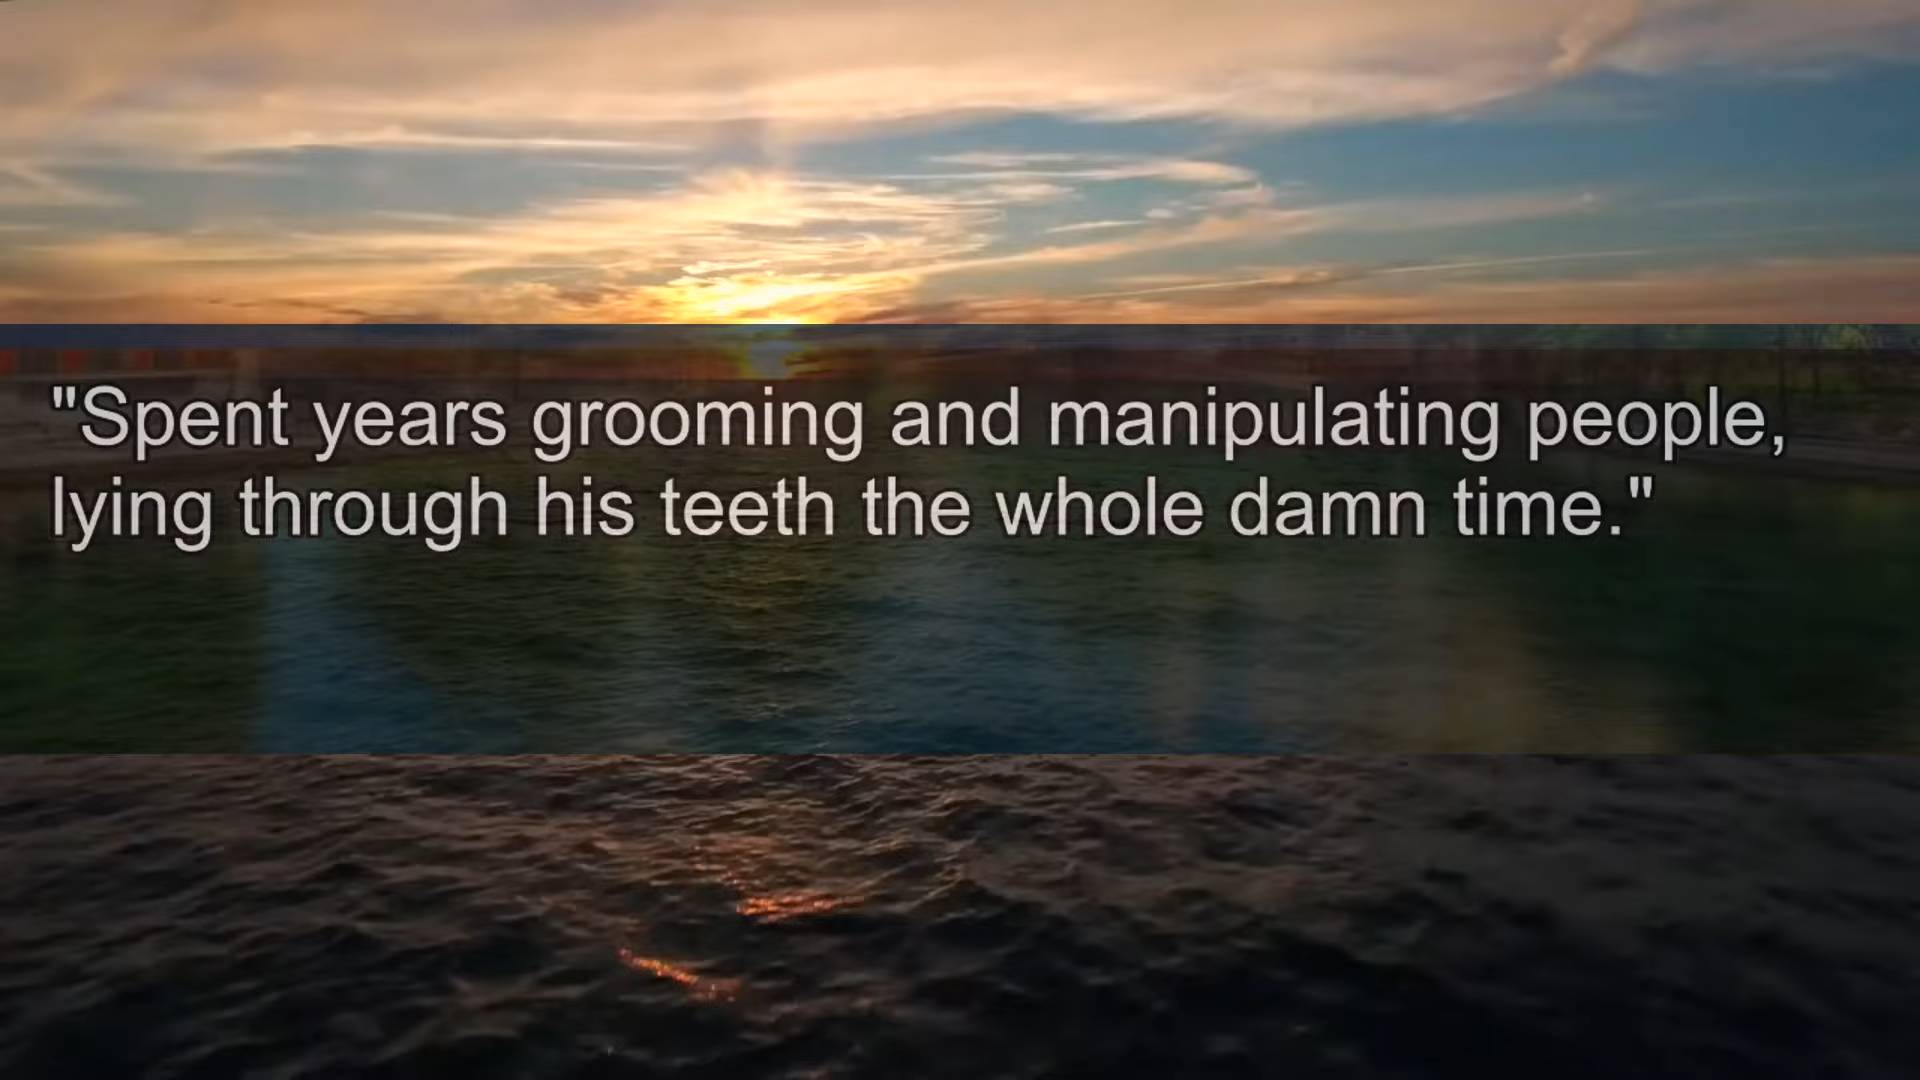 "Spent years grooming and manipulating people,
lying through his teeth the whole damn time."